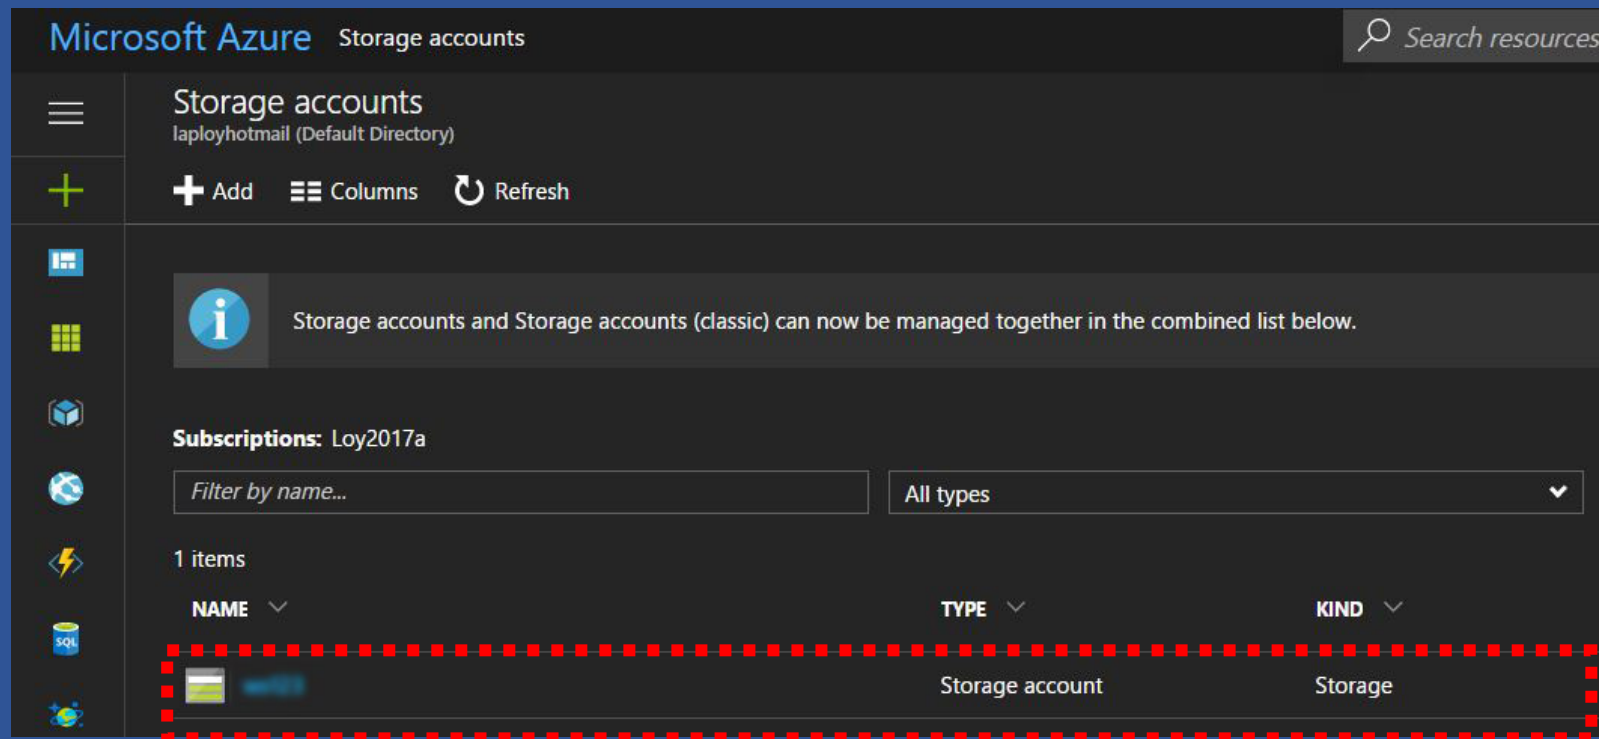 Microsoft Azure Storage accounts Search resources
Storage accounts
laployhotmail (Default Directory)
Add Columns Refresh
Storage accounts and Storage accounts (classic) can now be managed together in the combined list below.
Subscriptions: Loy2017a
Filter by name... All types
1 items
NAME TYPE KIND
SQL
Storage account Storage